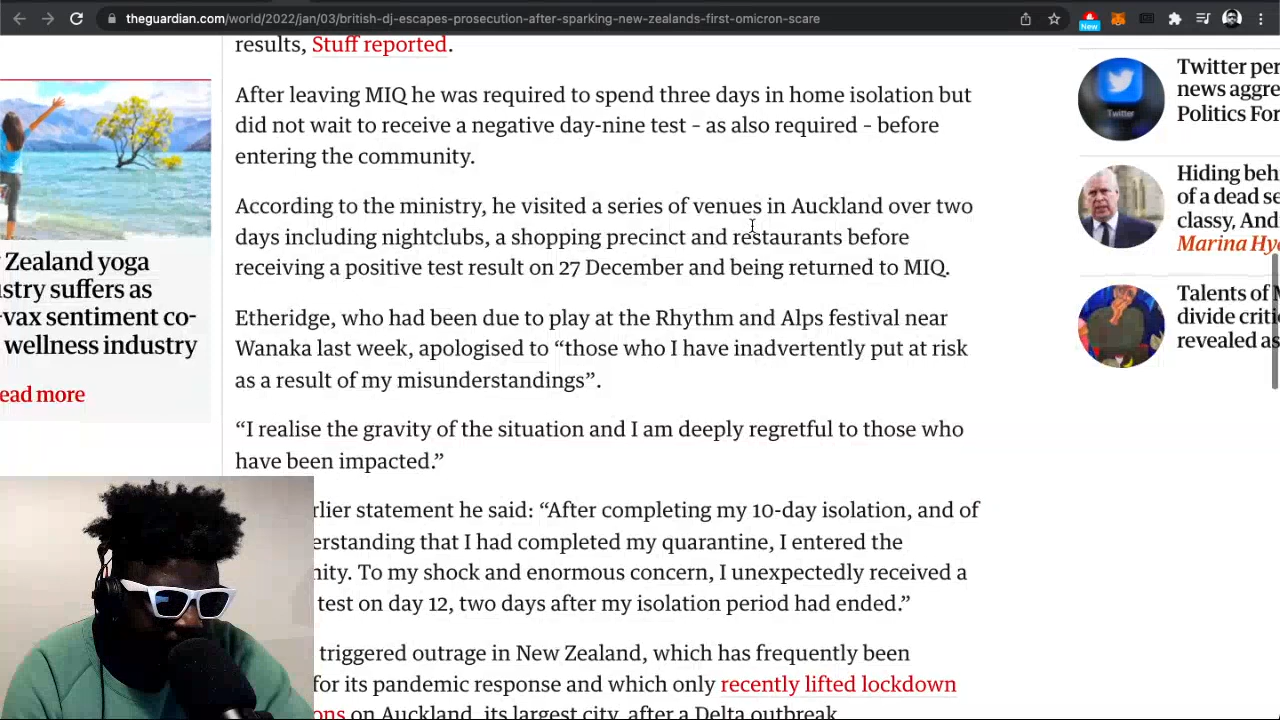 theguardian.com/world/2022/jan/03/british-dj-escapes-prosecution-after-sparking-new-zealands-first-omicron-scare
New
results, Stuff reported.
After leaving MIQ he was required to spend three days in home isolation but
did not wait to receive a negative day-nine test – as also required – before
entering the community.
According to the ministry, he visited a series of venues in Auckland over two
days including nightclubs, a shopping precinct and restaurants before
receiving a positive test result on 27 December and being returned to MIQ.
Etheridge, who had been due to play at the Rhythm and Alps festival near
Wanaka last week, apologised to “those who I have inadvertently put at risk
as a result of my misunderstandings”.
“I realise the gravity of the situation and I am deeply regretful to those who
have been impacted.”
rlier statement he said: “After completing my 10-day isolation, and of
erstanding that I had completed my quarantine, I entered the
nity. To my shock and enormous concern, I unexpectedly received a
test on day 12, two days after my isolation period had ended.”
triggered outrage in New Zealand, which has frequently been
for its pandemic response and which only recently lifted lockdown
ons on Auckland, its largest city, after a Delta outbreak.
Zealand yoga
stry suffers as
-vax sentiment co-
wellness industry
ead more
Twitter per
news aggre
Politics For
Twitter
Hiding beh
of a dead se
classy, And
Marina Hy
Talents of M
divide criti
revealed as